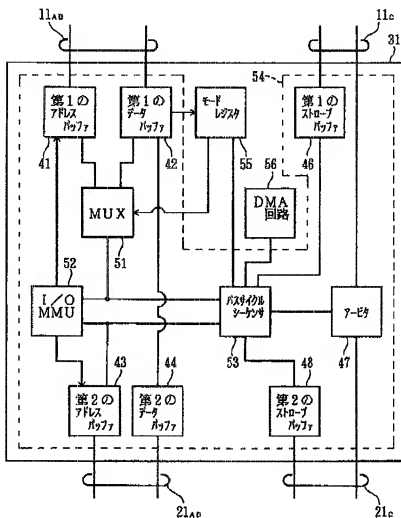 11AD
11C
31
54
第1の
アドレス
バッファ
41
第1の
データ
バッファ
42
モード
レジスタ
55
第1の
ストローブ
バッファ
46
56
DMA
回路
MUX
51
52
I/O
MMU
バスサイクル
シーケンサ
53
アービタ
47
43
第2の
アドレス
バッファ
44
第2の
データ
バッファ
48
第2の
ストローブ
バッファ
21AD
21C